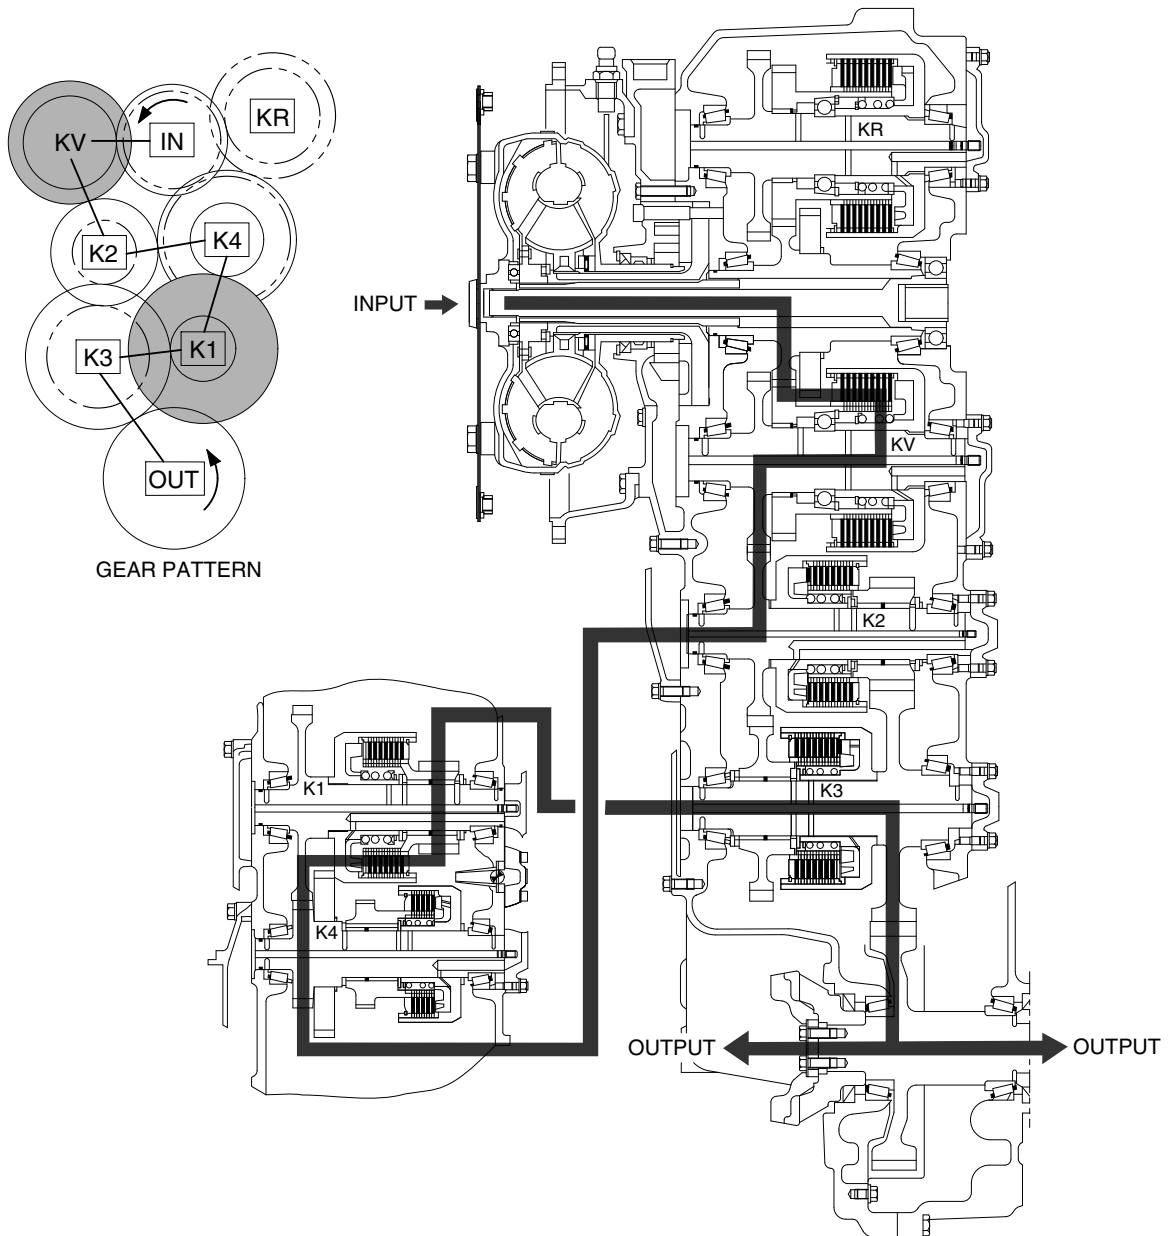 KV
IN
KR
K2
K4
K3
K1
OUT
GEAR PATTERN
INPUT
KR
KV
K2
K3
K1
K4
OUTPUT
OUTPUT